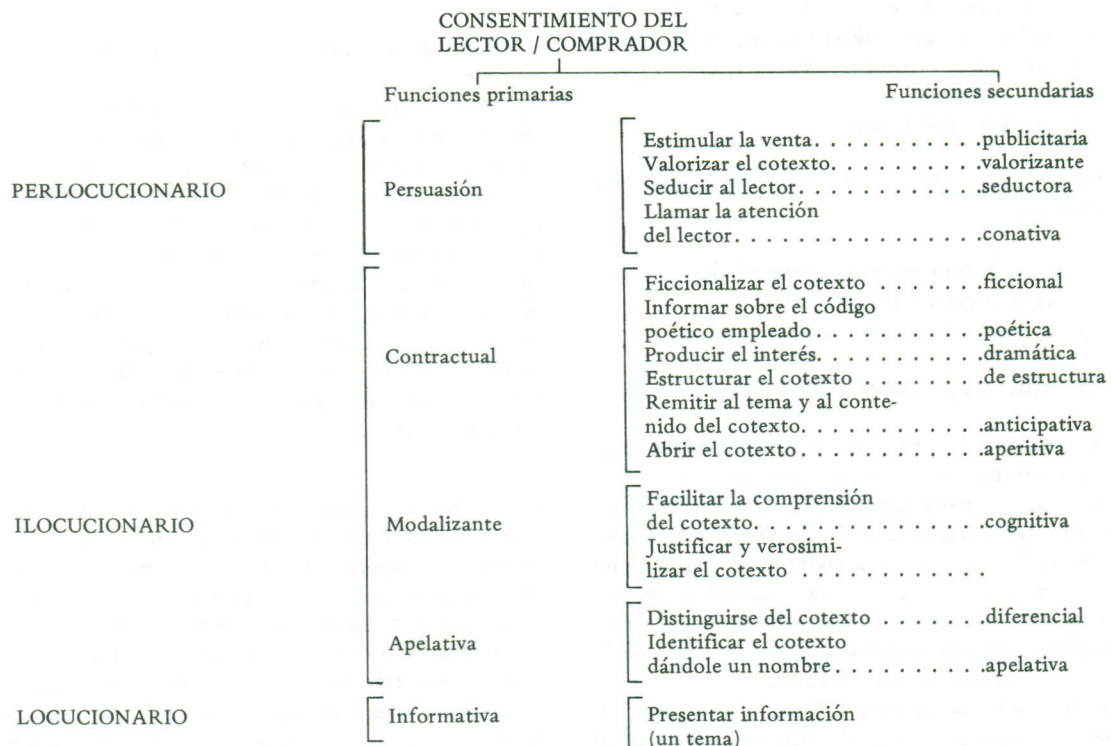 CONSENTIMIENTO DEL
LECTOR / COMPRADOR
Funciones primarias Funciones secundarias
PERLOCUCIONARIO
Persuasión
Estimular la venta. . . . . . . . . . . .publicitaria
Valorizar el cotexto. . . . . . . . . . .valorizante
Seducir al lector. . . . . . . . . . . . .seductora
Llamar la atención
del lector. . . . . . . . . . . . . . . . .conativa
Contractual
Ficcionalizar el cotexto . . . . . . .ficcional
Informar sobre el código
poético empleado . . . . . . . . . . .poética
Producir el interés. . . . . . . . . . .dramática
Estructurar el cotexto . . . . . . . .de estructura
Remitir al tema y al conte-
nido del cotexto. . . . . . . . . . . .anticipativa
Abrir el cotexto . . . . . . . . . . . .aperitiva
ILOCUCIONARIO
Modalizante
Facilitar la comprensión
del cotexto. . . . . . . . . . . . . . .cognitiva
Justificar y verosimi-
lizar el cotexto . . . . . . . . . . . .
Apelativa
Distinguirse del cotexto . . . . . . .diferencial
Identificar el cotexto
dándole un nombre . . . . . . . . . .apelativa
LOCUCIONARIO
Informativa
Presentar información
(un tema)